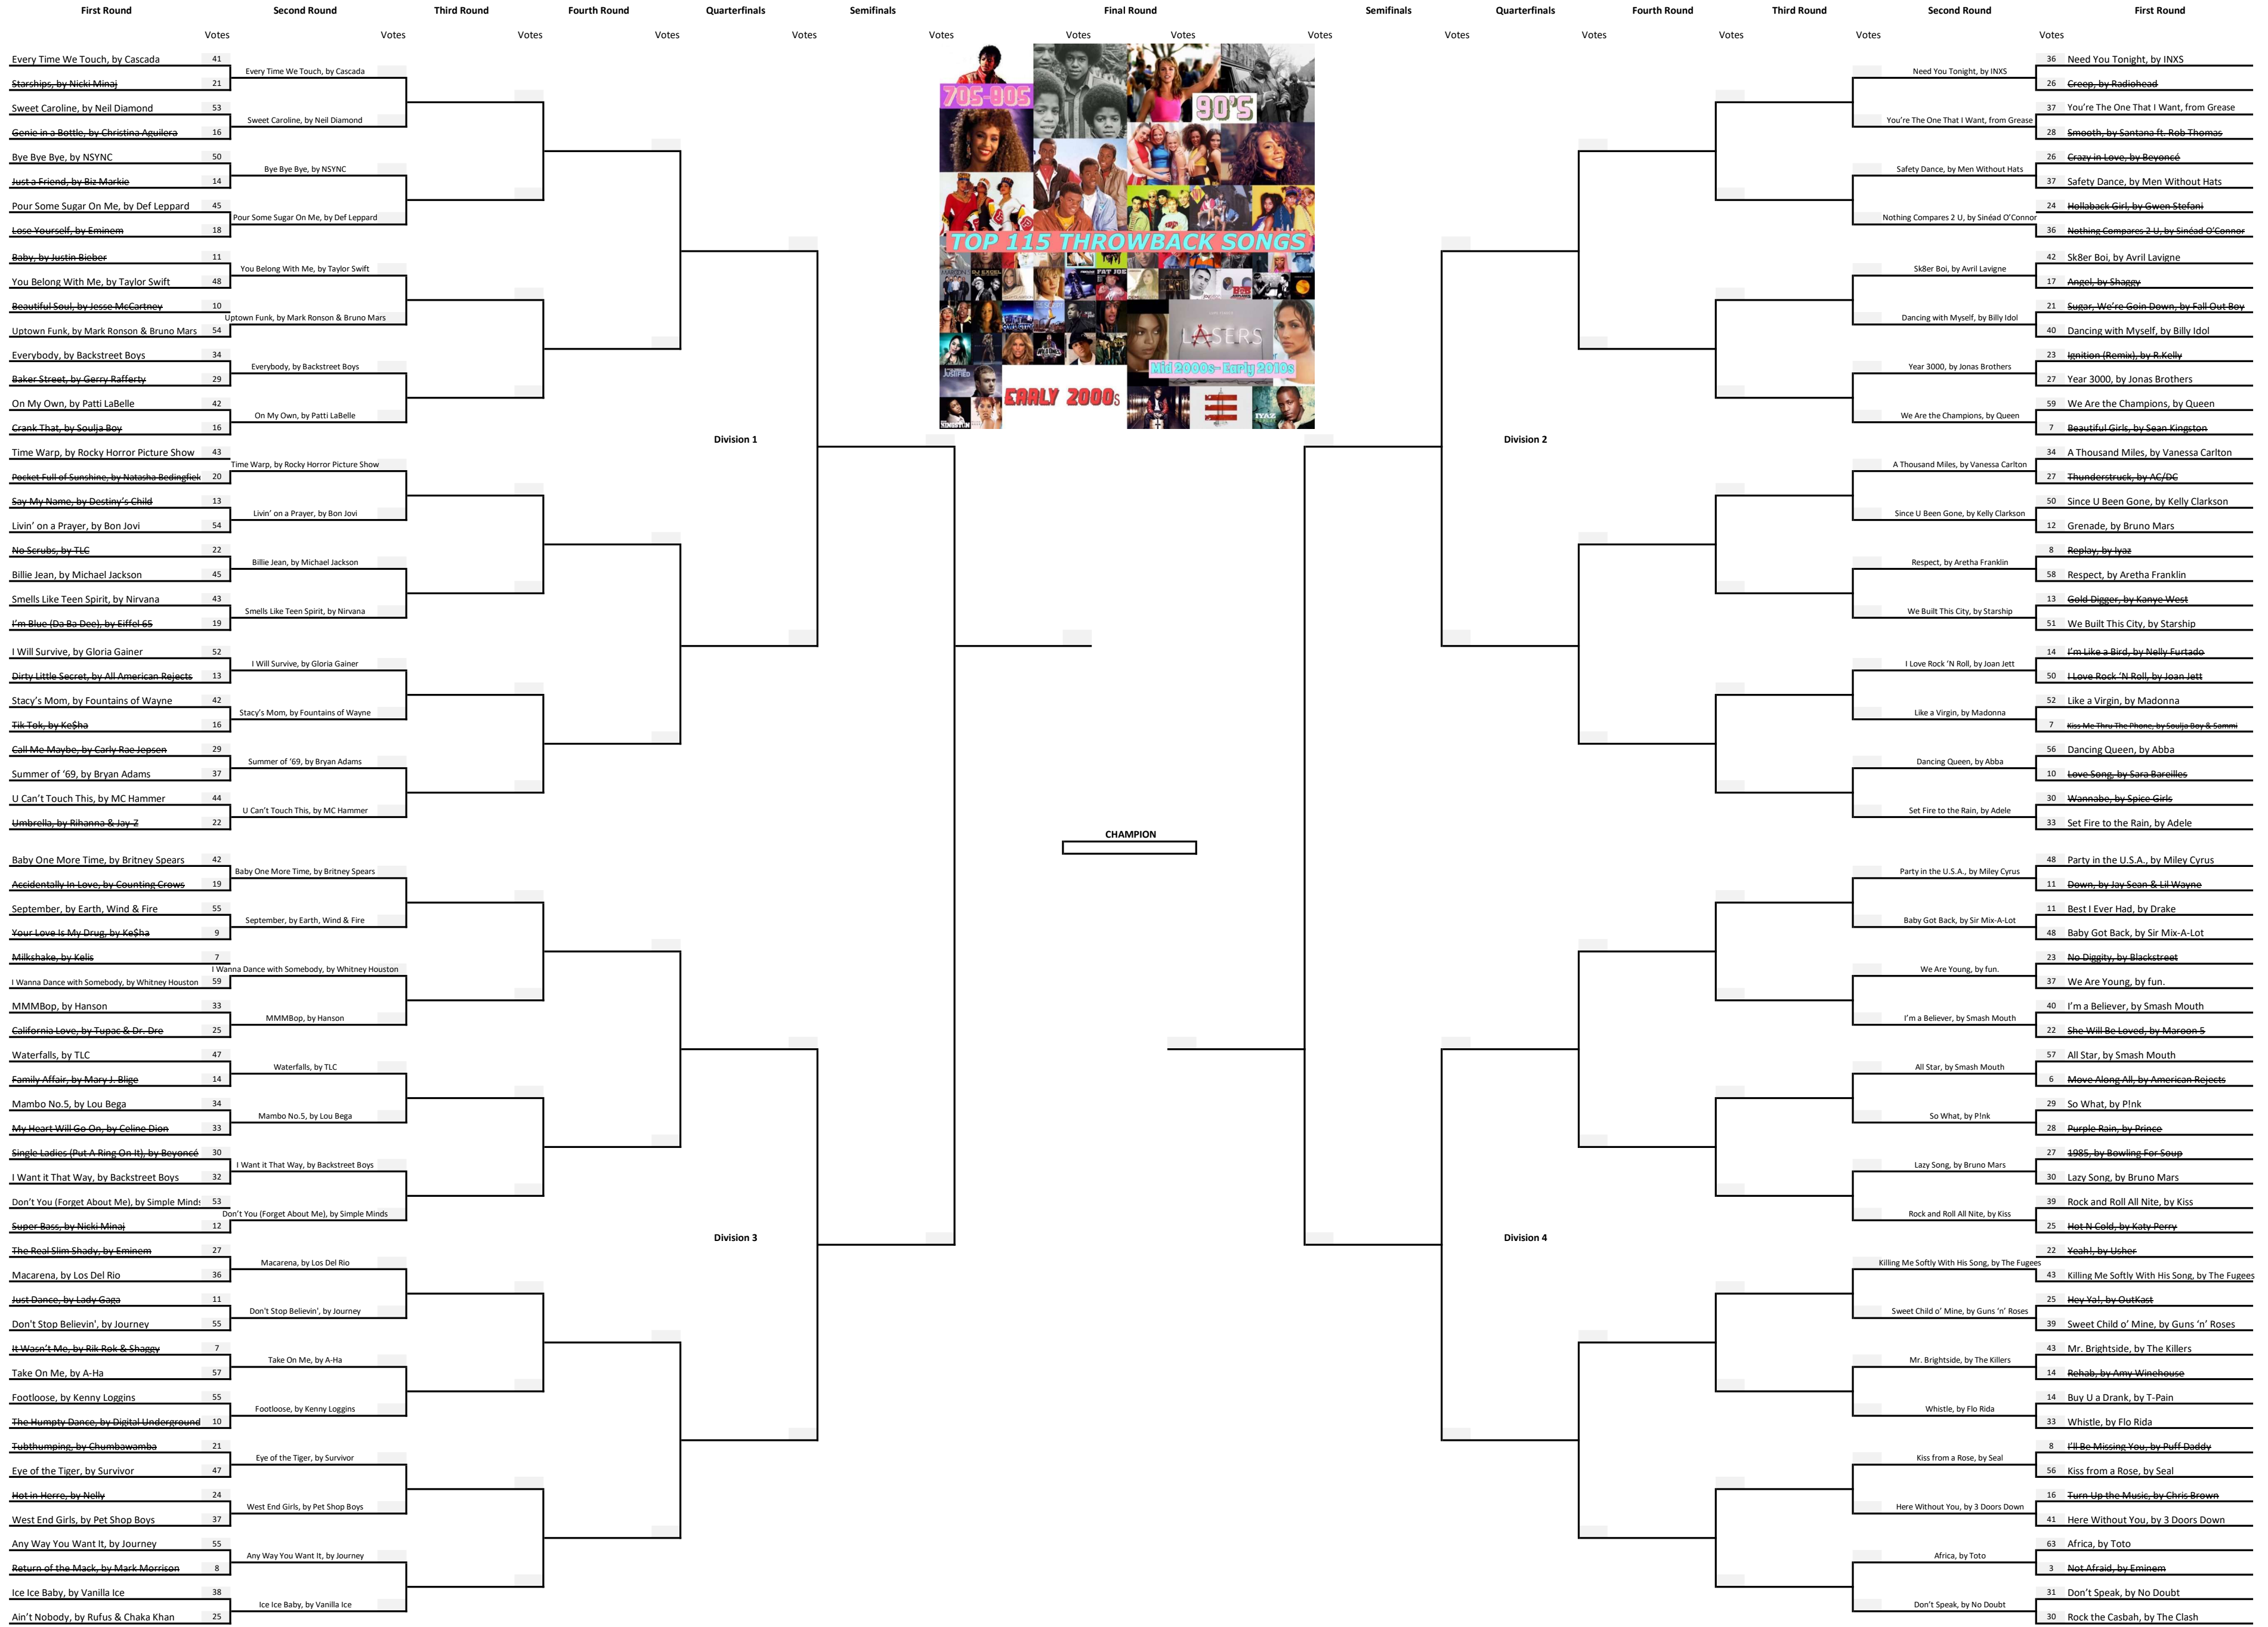 First Round Second Round Third Round Fourth Round Quarterfinals Semifinals Final Round Semifinals Quarterfinals Fourth Round Third Round Second Round First Round
Votes Votes Votes Votes Votes Votes Votes Votes Votes Votes Votes Votes Votes Votes
Every Time We Touch, by Cascada 41
Starships, by Nicki Minaj 21
Sweet Caroline, by Neil Diamond 53
Genie in a Bottle, by Christina Aguilera 16
Bye Bye Bye, by NSYNC 50
Just a Friend, by Biz Markie 14
Pour Some Sugar On Me, by Def Leppard 45
Lose Yourself, by Eminem 18
Baby, by Justin Bieber 11
You Belong With Me, by Taylor Swift 48
Beautiful Soul, by Jesse McCartney 10
Uptown Funk, by Mark Ronson & Bruno Mars 54
Everybody, by Backstreet Boys 34
Baker Street, by Gerry Rafferty 29
On My Own, by Patti LaBelle 42
Crank That, by Soulja Boy 16
Time Warp, by Rocky Horror Picture Show 43
Pocket Full of Sunshine, by Natasha Bedingfiel 20
Say My Name, by Destiny's Child 13
Livin' on a Prayer, by Bon Jovi 54
No Scrubs, by TLC 22
Billie Jean, by Michael Jackson 45
Smells Like Teen Spirit, by Nirvana 43
I'm Blue (Da Ba Dee), by Eiffel 65 19
I Will Survive, by Gloria Gainer 52
Dirty Little Secret, by All American Rejects 13
Stacy's Mom, by Fountains of Wayne 42
Tik Tok, by Ke$ha 16
Call Me Maybe, by Carly Rae Jepsen 29
Summer of '69, by Bryan Adams 37
U Can't Touch This, by MC Hammer 44
Umbrella, by Rihanna & Jay-Z 22
Baby One More Time, by Britney Spears 42
Accidentally In Love, by Counting Crows 19
September, by Earth, Wind & Fire 55
Your Love Is My Drug, by Ke$ha 9
Milkshake, by Kelis 7
I Wanna Dance with Somebody, by Whitney Houston 59
MMMBop, by Hanson 33
California Love, by Tupac & Dr. Dre 25
Waterfalls, by TLC 47
Family Affair, by Mary J. Blige 14
Mambo No.5, by Lou Bega 34
My Heart Will Go On, by Celine Dion 33
Single Ladies (Put A Ring On It), by Beyoncé 30
I Want it That Way, by Backstreet Boys 32
Don't You (Forget About Me), by Simple Minds 53
Super Bass, by Nicki Minaj 12
The Real Slim Shady, by Eminem 27
Macarena, by Los Del Rio 36
Just Dance, by Lady Gaga 11
Don't Stop Believin', by Journey 55
It Wasn't Me, by Rik Rok & Shaggy 7
Take On Me, by A-Ha 57
Footloose, by Kenny Loggins 55
The Humpty Dance, by Digital Underground 10
Tubthumping, by Chumbawamba 21
Eye of the Tiger, by Survivor 47
Hot in Herre, by Nelly 24
West End Girls, by Pet Shop Boys 37
Any Way You Want It, by Journey 55
Return of the Mack, by Mark Morrison 8
Ice Ice Baby, by Vanilla Ice 38
Ain't Nobody, by Rufus & Chaka Khan 25
Every Time We Touch, by Cascada
Sweet Caroline, by Neil Diamond
Bye Bye Bye, by NSYNC
Pour Some Sugar On Me, by Def Leppard
You Belong With Me, by Taylor Swift
Uptown Funk, by Mark Ronson & Bruno Mars
Everybody, by Backstreet Boys
On My Own, by Patti LaBelle
Time Warp, by Rocky Horror Picture Show
Livin' on a Prayer, by Bon Jovi
Billie Jean, by Michael Jackson
Smells Like Teen Spirit, by Nirvana
I Will Survive, by Gloria Gainer
Stacy's Mom, by Fountains of Wayne
Summer of '69, by Bryan Adams
U Can't Touch This, by MC Hammer
Baby One More Time, by Britney Spears
September, by Earth, Wind & Fire
I Wanna Dance with Somebody, by Whitney Houston
MMMBop, by Hanson
Waterfalls, by TLC
Mambo No.5, by Lou Bega
I Want it That Way, by Backstreet Boys
Don't You (Forget About Me), by Simple Minds
Macarena, by Los Del Rio
Don't Stop Believin', by Journey
Take On Me, by A-Ha
Footloose, by Kenny Loggins
Eye of the Tiger, by Survivor
West End Girls, by Pet Shop Boys
Any Way You Want It, by Journey
Ice Ice Baby, by Vanilla Ice
Division 1
Division 3
70S-80S
90'S
TOP 115 THROWBACK SONGS
FAT JOE
LASERS
JUSTIFIED
Mid 2000s- Early 2010s
EARLY 2000s
IYAZ
CHAMPION
Division 2
Division 4
Need You Tonight, by INXS
You're The One That I Want, from Grease
Safety Dance, by Men Without Hats
Nothing Compares 2 U, by Sinéad O'Connor
Sk8er Boi, by Avril Lavigne
Dancing with Myself, by Billy Idol
Year 3000, by Jonas Brothers
We Are the Champions, by Queen
A Thousand Miles, by Vanessa Carlton
Since U Been Gone, by Kelly Clarkson
Respect, by Aretha Franklin
We Built This City, by Starship
I Love Rock 'N Roll, by Joan Jett
Like a Virgin, by Madonna
Dancing Queen, by Abba
Set Fire to the Rain, by Adele
Party in the U.S.A., by Miley Cyrus
Baby Got Back, by Sir Mix-A-Lot
We Are Young, by fun.
I'm a Believer, by Smash Mouth
All Star, by Smash Mouth
So What, by P!nk
Lazy Song, by Bruno Mars
Rock and Roll All Nite, by Kiss
Killing Me Softly With His Song, by The Fugees
Sweet Child o' Mine, by Guns 'n' Roses
Mr. Brightside, by The Killers
Whistle, by Flo Rida
Kiss from a Rose, by Seal
Here Without You, by 3 Doors Down
Africa, by Toto
Don't Speak, by No Doubt
36 Need You Tonight, by INXS
26 Creep, by Radiohead
37 You're The One That I Want, from Grease
28 Smooth, by Santana ft. Rob Thomas
26 Crazy in Love, by Beyoncé
37 Safety Dance, by Men Without Hats
24 Hollaback Girl, by Gwen Stefani
36 Nothing Compares 2 U, by Sinéad O'Connor
42 Sk8er Boi, by Avril Lavigne
17 Angel, by Shaggy
21 Sugar, We're Goin Down, by Fall Out Boy
40 Dancing with Myself, by Billy Idol
23 Ignition (Remix), by R.Kelly
27 Year 3000, by Jonas Brothers
59 We Are the Champions, by Queen
7 Beautiful Girls, by Sean Kingston
34 A Thousand Miles, by Vanessa Carlton
27 Thunderstruck, by AC/DC
50 Since U Been Gone, by Kelly Clarkson
12 Grenade, by Bruno Mars
8 Replay, by Iyaz
58 Respect, by Aretha Franklin
13 Gold Digger, by Kanye West
51 We Built This City, by Starship
14 I'm Like a Bird, by Nelly Furtado
50 I Love Rock 'N Roll, by Joan Jett
52 Like a Virgin, by Madonna
7 Kiss Me Thru The Phone, by Soulja Boy & Sammi
56 Dancing Queen, by Abba
10 Love Song, by Sara Bareilles
30 Wannabe, by Spice Girls
33 Set Fire to the Rain, by Adele
48 Party in the U.S.A., by Miley Cyrus
11 Down, by Jay Sean & Lil Wayne
11 Best I Ever Had, by Drake
48 Baby Got Back, by Sir Mix-A-Lot
23 No Diggity, by Blackstreet
37 We Are Young, by fun.
40 I'm a Believer, by Smash Mouth
22 She Will Be Loved, by Maroon 5
57 All Star, by Smash Mouth
6 Move Along All, by American Rejects
29 So What, by P!nk
28 Purple Rain, by Prince
27 1985, by Bowling For Soup
30 Lazy Song, by Bruno Mars
39 Rock and Roll All Nite, by Kiss
25 Hot N Cold, by Katy Perry
22 Yeah!, by Usher
43 Killing Me Softly With His Song, by The Fugees
25 Hey Ya!, by OutKast
39 Sweet Child o' Mine, by Guns 'n' Roses
43 Mr. Brightside, by The Killers
14 Rehab, by Amy Winehouse
14 Buy U a Drank, by T-Pain
33 Whistle, by Flo Rida
8 I'll Be Missing You, by Puff Daddy
56 Kiss from a Rose, by Seal
16 Turn Up the Music, by Chris Brown
41 Here Without You, by 3 Doors Down
63 Africa, by Toto
3 Not Afraid, by Eminem
31 Don't Speak, by No Doubt
30 Rock the Casbah, by The Clash